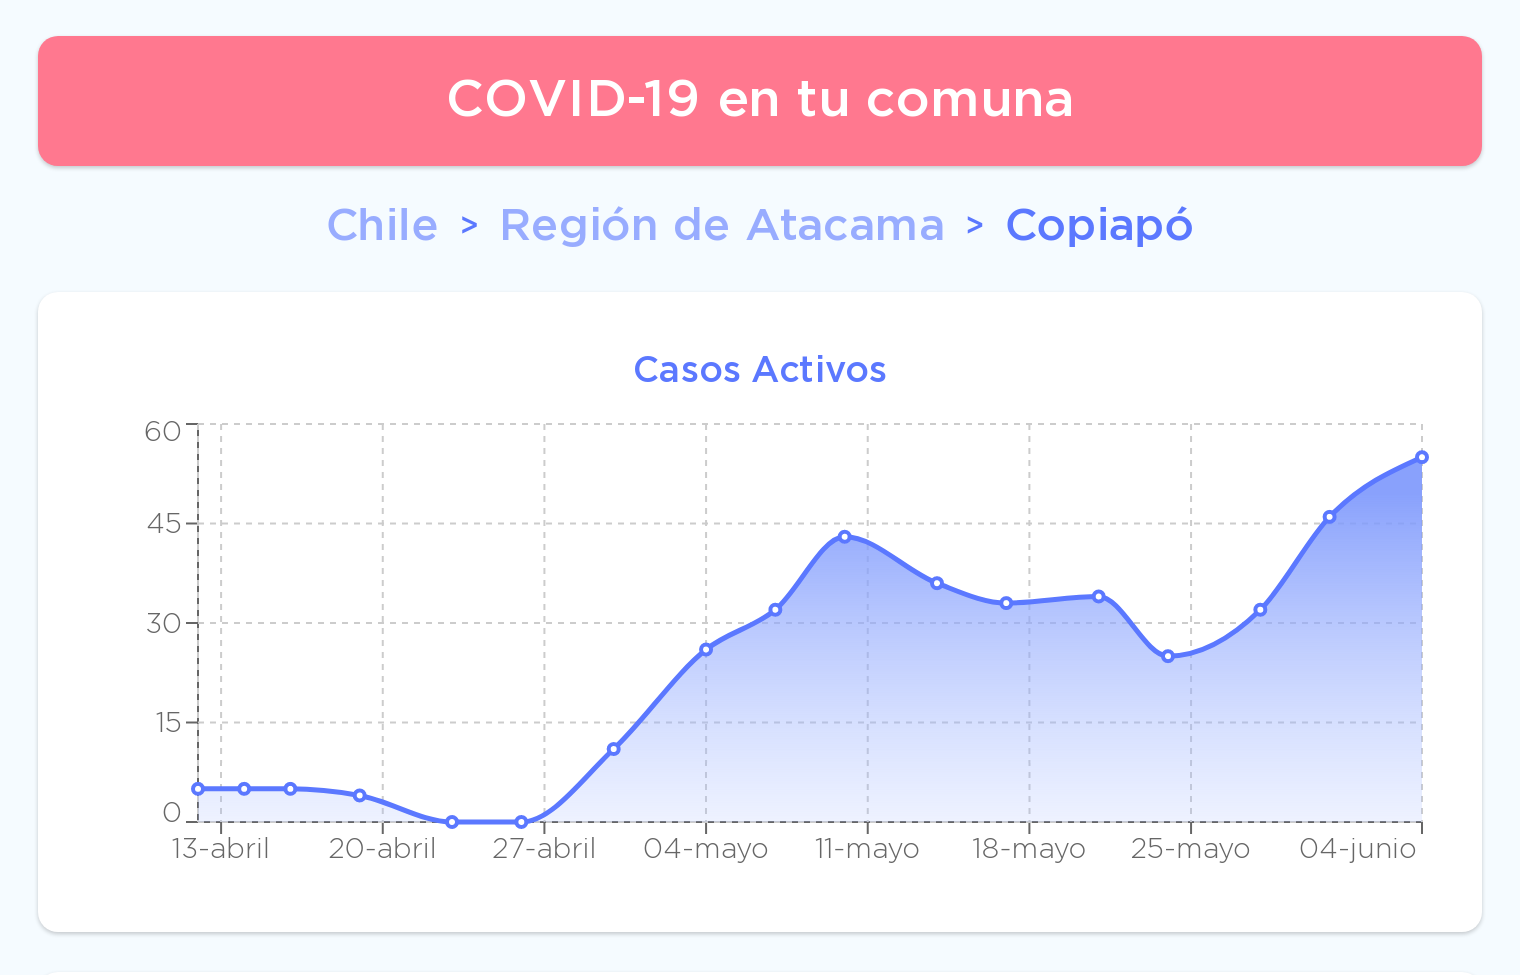 COVID-19 en tu comuna
Chile > Región de Atacama > Copiapó
Casos Activos
60
45
30
15
0
13-abril 20-abril 27-abril 04-mayo 11-mayo 18-mayo 25-mayo 04-junio